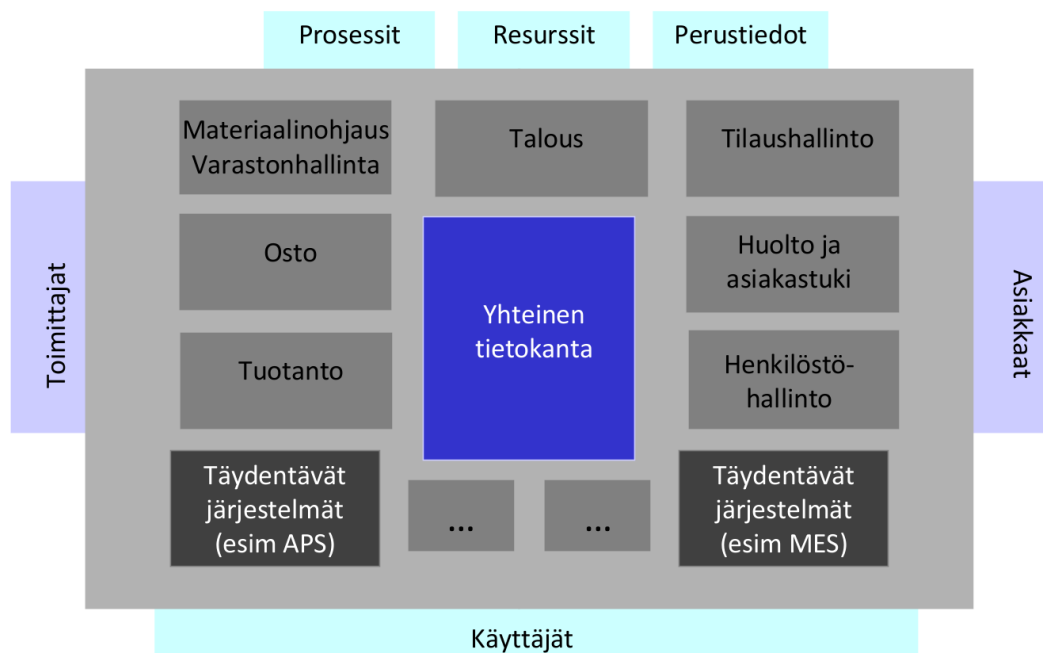 Prosessit
Resurssit
Perustiedot
Materiaalinohjaus
Varastonhallinta
Talous
Tilaushallinto
Toimittajat
Osto
Yhteinen
tietokanta
Huolto ja
asiakastuki
Asiakkaat
Tuotanto
Henkilöstö-
hallinto
Täydentävät
järjestelmät
(esim APS)
...
...
Täydentävät
järjestelmät
(esim MES)
Käyttäjät